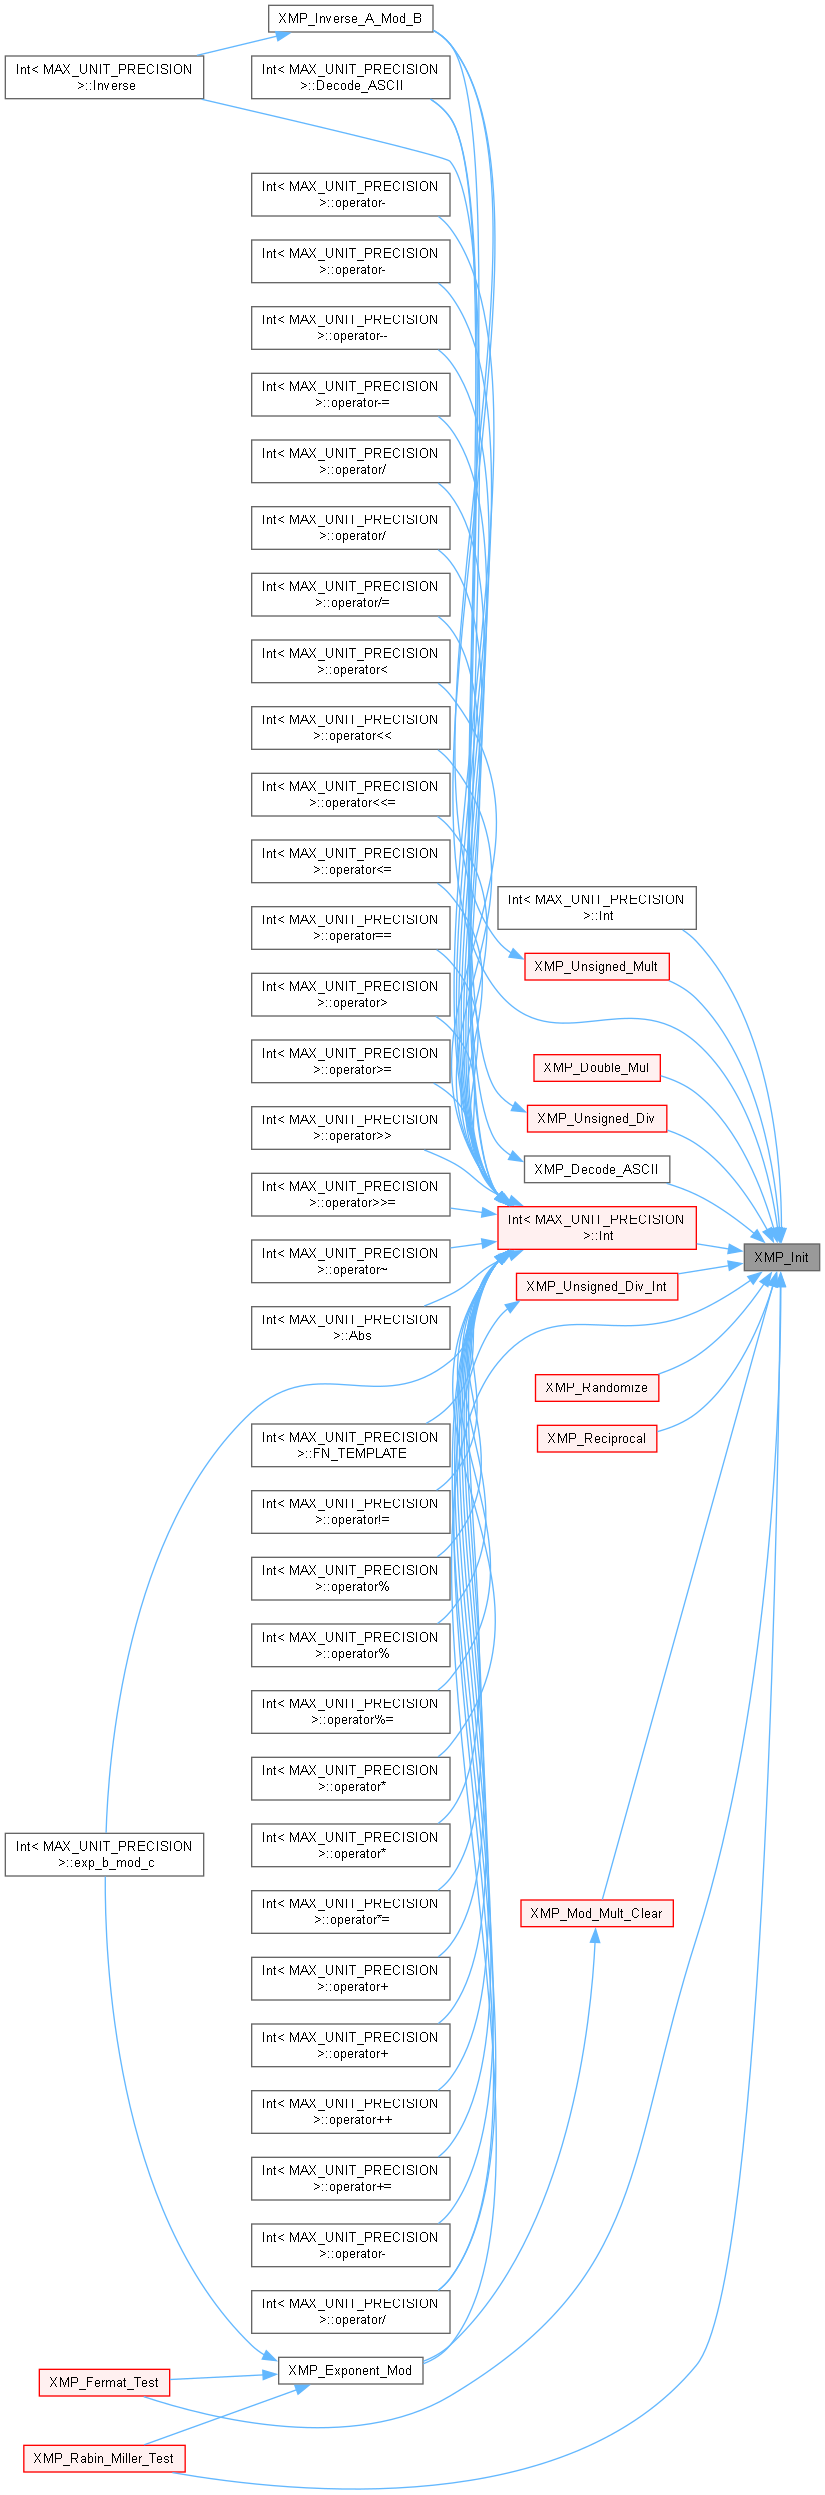 XMP_Inverse_A_Mod_B
Int< MAX_UNIT_PRECISION
>::Inverse
Int< MAX_UNIT_PRECISION
>::Decode_ASCII
Int< MAX_UNIT_PRECISION
>::operator-
Int< MAX_UNIT_PRECISION
>::operator-
Int< MAX_UNIT_PRECISION
>::operator--
Int< MAX_UNIT_PRECISION
>::operator-=
Int< MAX_UNIT_PRECISION
>::operator/
Int< MAX_UNIT_PRECISION
>::operator/
Int< MAX_UNIT_PRECISION
>::operator/=
Int< MAX_UNIT_PRECISION
>::operator<
Int< MAX_UNIT_PRECISION
>::operator<<
Int< MAX_UNIT_PRECISION
>::operator<<=
Int< MAX_UNIT_PRECISION
>::operator<=
Int< MAX_UNIT_PRECISION
>::Int
Int< MAX_UNIT_PRECISION
>::operator==
XMP_Unsigned_Mult
Int< MAX_UNIT_PRECISION
>::operator>
Int< MAX_UNIT_PRECISION
>::operator>=
XMP_Double_Mul
XMP_Unsigned_Div
Int< MAX_UNIT_PRECISION
>::operator>>
XMP_Decode_ASCII
Int< MAX_UNIT_PRECISION
>::operator>>=
Int< MAX_UNIT_PRECISION
>::Int
XMP_Init
Int< MAX_UNIT_PRECISION
>::operator~
XMP_Unsigned_Div_Int
Int< MAX_UNIT_PRECISION
>::Abs
XMP_Randomize
XMP_Reciprocal
Int< MAX_UNIT_PRECISION
>::FN_TEMPLATE
Int< MAX_UNIT_PRECISION
>::operator!=
Int< MAX_UNIT_PRECISION
>::operator%
Int< MAX_UNIT_PRECISION
>::operator%
Int< MAX_UNIT_PRECISION
>::operator%=
Int< MAX_UNIT_PRECISION
>::operator*
Int< MAX_UNIT_PRECISION
>::operator*
Int< MAX_UNIT_PRECISION
>::exp_b_mod_c
Int< MAX_UNIT_PRECISION
>::operator*=
XMP_Mod_Mult_Clear
Int< MAX_UNIT_PRECISION
>::operator+
Int< MAX_UNIT_PRECISION
>::operator+
Int< MAX_UNIT_PRECISION
>::operator++
Int< MAX_UNIT_PRECISION
>::operator+=
Int< MAX_UNIT_PRECISION
>::operator-
Int< MAX_UNIT_PRECISION
>::operator/
XMP_Exponent_Mod
XMP_Fermat_Test
XMP_Rabin_Miller_Test